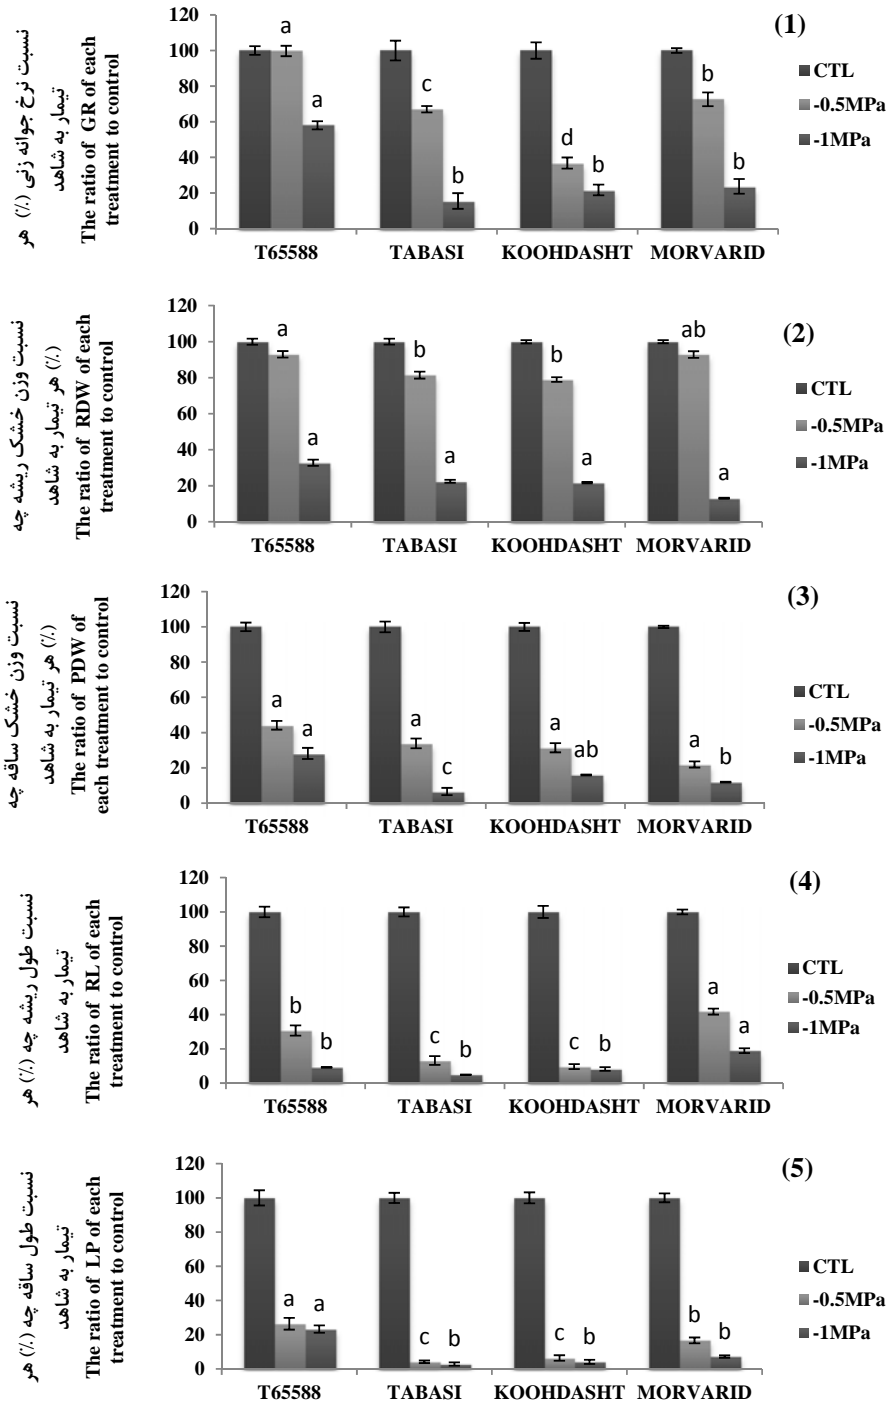 نسبت نرخ جوانه زنی (٪) هر
تیمار به شاهد
The ratio of GR of each
treatment to control
120
100
80
60
40
20
0
a
a
c
b
d
b
b
b
T65588
TABASI
KOOHDASHT
MORVARID
(1)
CTL
-0.5MPa
-1MPa
نسبت وزن خشک ریشه چه
(٪) هر تیمار به شاهد
The ratio of RDW of each
treatment to control
120
100
80
60
40
20
0
a
a
b
a
b
a
ab
a
T65588
TABASI
KOOHDASHT
MORVARID
(2)
CTL
-0.5MPa
-1MPa
نسبت وزن خشک ساقه چه
(٪) هر تیمار به شاهد
The ratio of PDW of
each treatment to control
120
100
80
60
40
20
0
a
a
a
c
a
ab
a
b
T65588
TABASI
KOOHDASHT
MORVARID
(3)
CTL
-0.5MPa
-1MPa
نسبت طول ریشه چه (٪) هر
تیمار به شاهد
The ratio of RL of each
treatment to control
120
100
80
60
40
20
0
b
b
c
b
c
b
a
a
T65588
TABASI
KOOHDASHT
MORVARID
(4)
CTL
-0.5MPa
-1MPa
نسبت طول ساقه چه (٪) هر
تیمار به شاهد
The ratio of LP of each
treatment to control
120
100
80
60
40
20
0
a
a
c
b
c
b
b
b
T65588
TABASI
KOOHDASHT
MORVARID
(5)
CTL
-0.5MPa
-1MPa